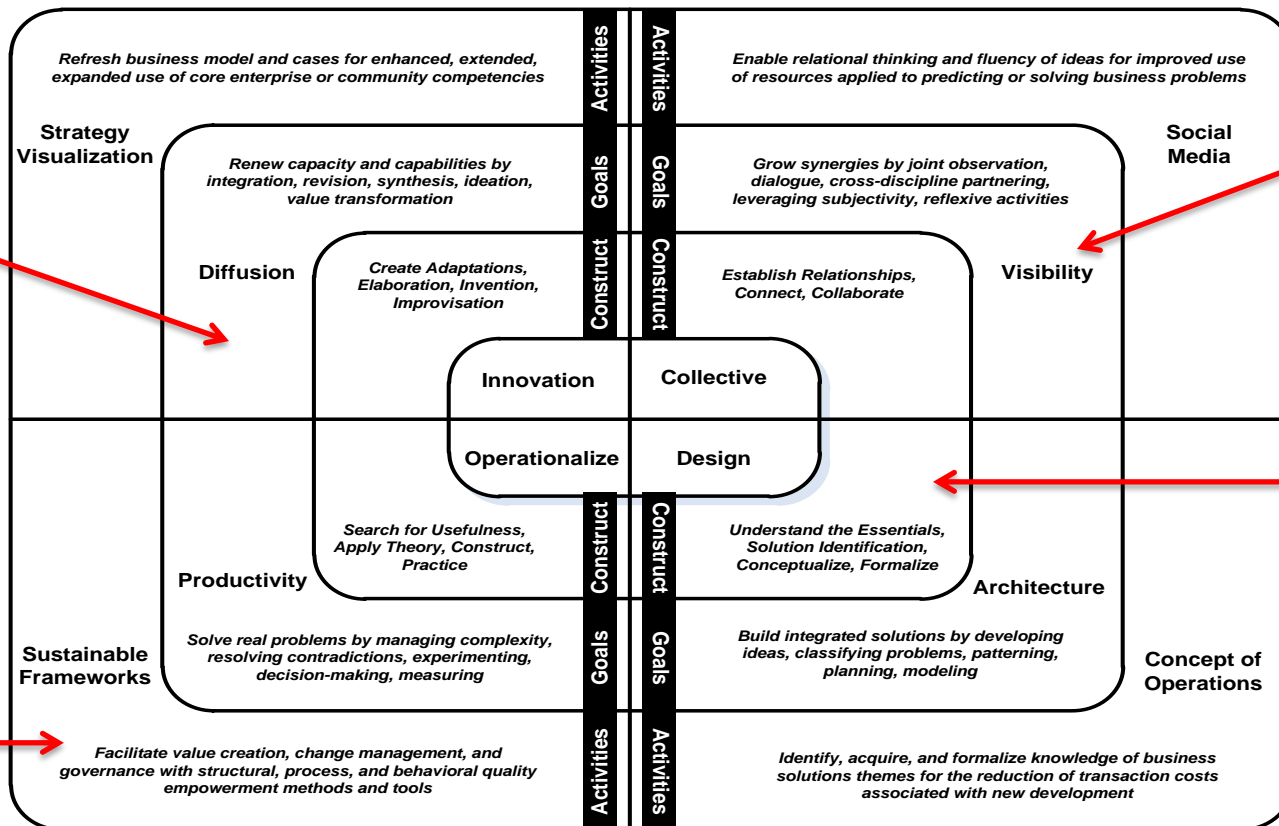 Refresh business model and cases for enhanced, extended,
expanded use of core enterprise or community competencies
Activities
Activities
Enable relational thinking and fluency of ideas for improved use
of resources applied to predicting or solving business problems
Strategy
Visualization
Social
Media
Renew capacity and capabilities by
integration, revision, synthesis, ideation,
value transformation
Goals
Goals
Grow synergies by joint observation,
dialogue, cross-discipline partnering,
leveraging subjectivity, reflexive activities
Diffusion
Create Adaptations,
Elaboration, Invention,
Improvisation
Construct
Construct
Establish Relationships,
Connect, Collaborate
Visibility
Innovation
Collective
Operationalize
Design
Search for Usefulness,
Apply Theory, Construct,
Practice
Construct
Construct
Understand the Essentials,
Solution Identification,
Conceptualize, Formalize
Productivity
Architecture
Solve real problems by managing complexity,
resolving contradictions, experimenting,
decision-making, measuring
Goals
Goals
Build integrated solutions by developing
ideas, classifying problems, patterning,
planning, modeling
Sustainable
Frameworks
Concept of
Operations
Facilitate value creation, change management, and
governance with structural, process, and behavioral quality
empowerment methods and tools
Activities
Activities
Identify, acquire, and formalize knowledge of business
solutions themes for the reduction of transaction costs
associated with new development